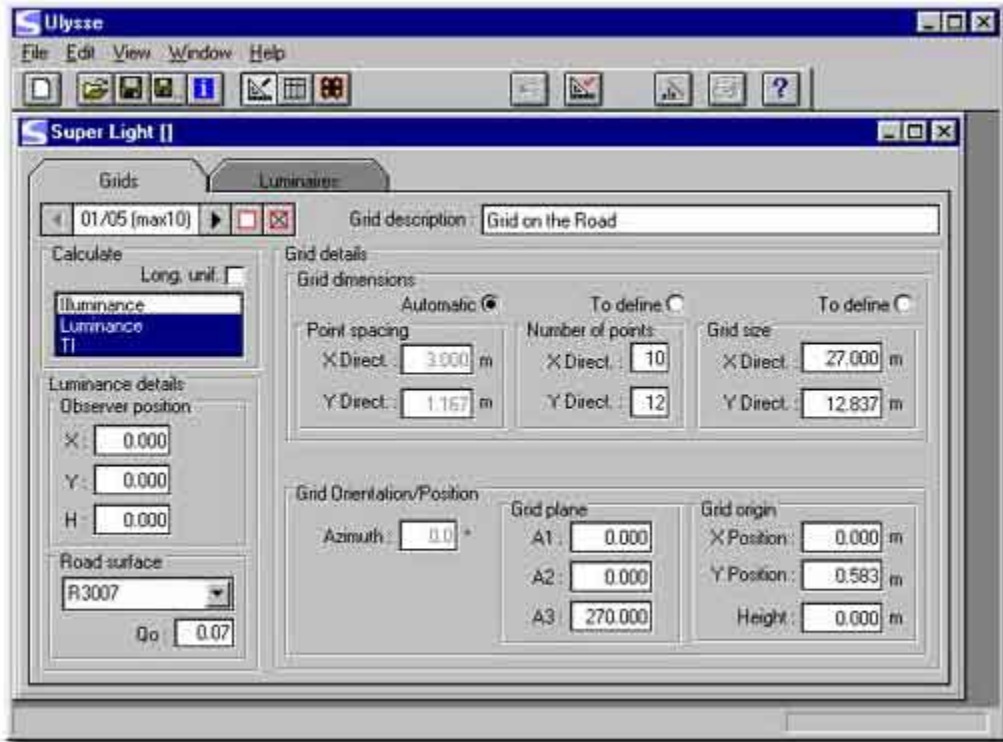 Ulysse
File Edit View Window Help
Super Light []
Grids Luminaires
01/05 (max10) Grid description : Grid on the Road
Calculate
Long. unif.
Illuminance
Luminance
TI
Luminance details
Observer position
X : 0.000
Y : 0.000
H : 0.000
Road surface
R3007
Qo : 0.07
Grid details
Grid dimensions
Automatic To define To define
Point spacing
X Direct. : 3.000 m
Y Direct. : 1.167 m
Number of points
X Direct. : 10
Y Direct. : 12
Grid size
X Direct. : 27.000 m
Y Direct. : 12.837 m
Grid Orientation/Position
Azimuth : 0.0 °
Grid plane
A1 : 0.000
A2 : 0.000
A3 : 270.000
Grid origin
X Position : 0.000 m
Y Position : 0.583 m
Height : 0.000 m